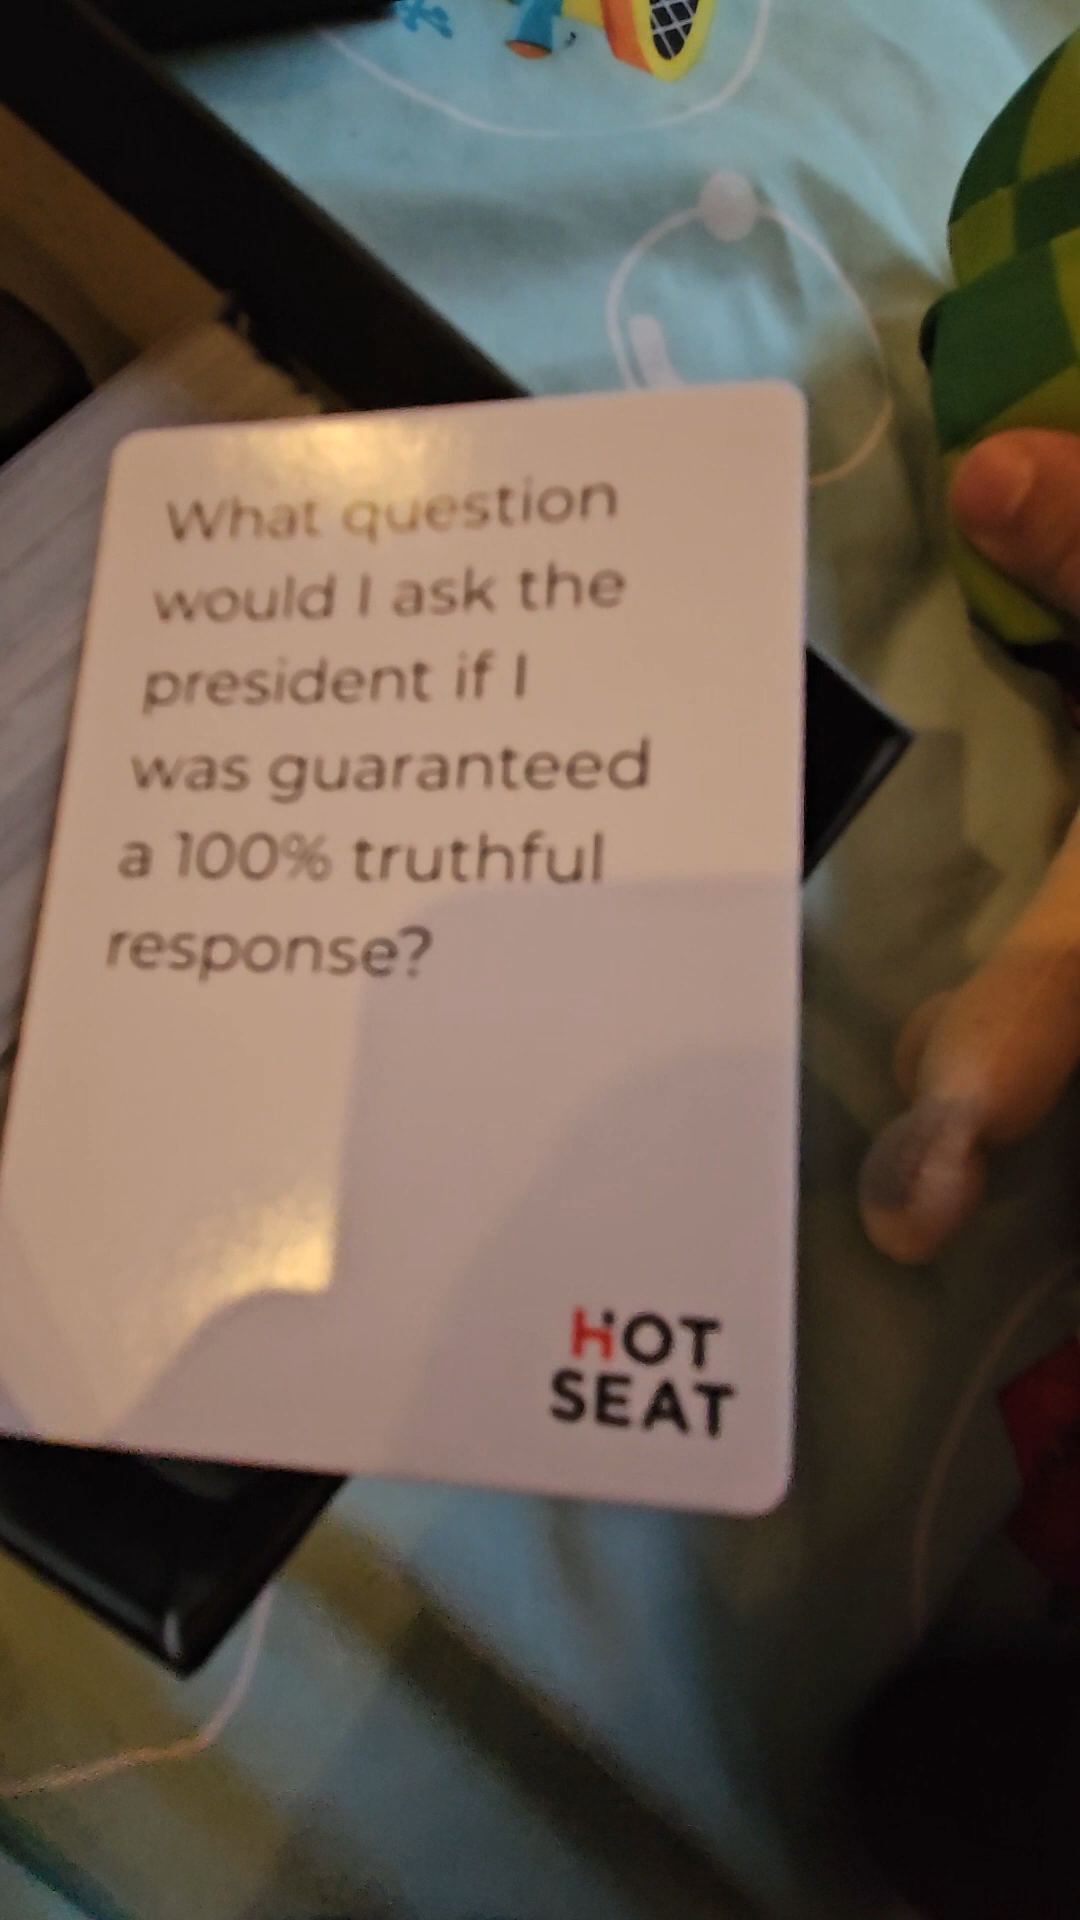 What question
would I ask the
president if I
was guaranteed
a 100% truthful
response?
HOT
SEAT